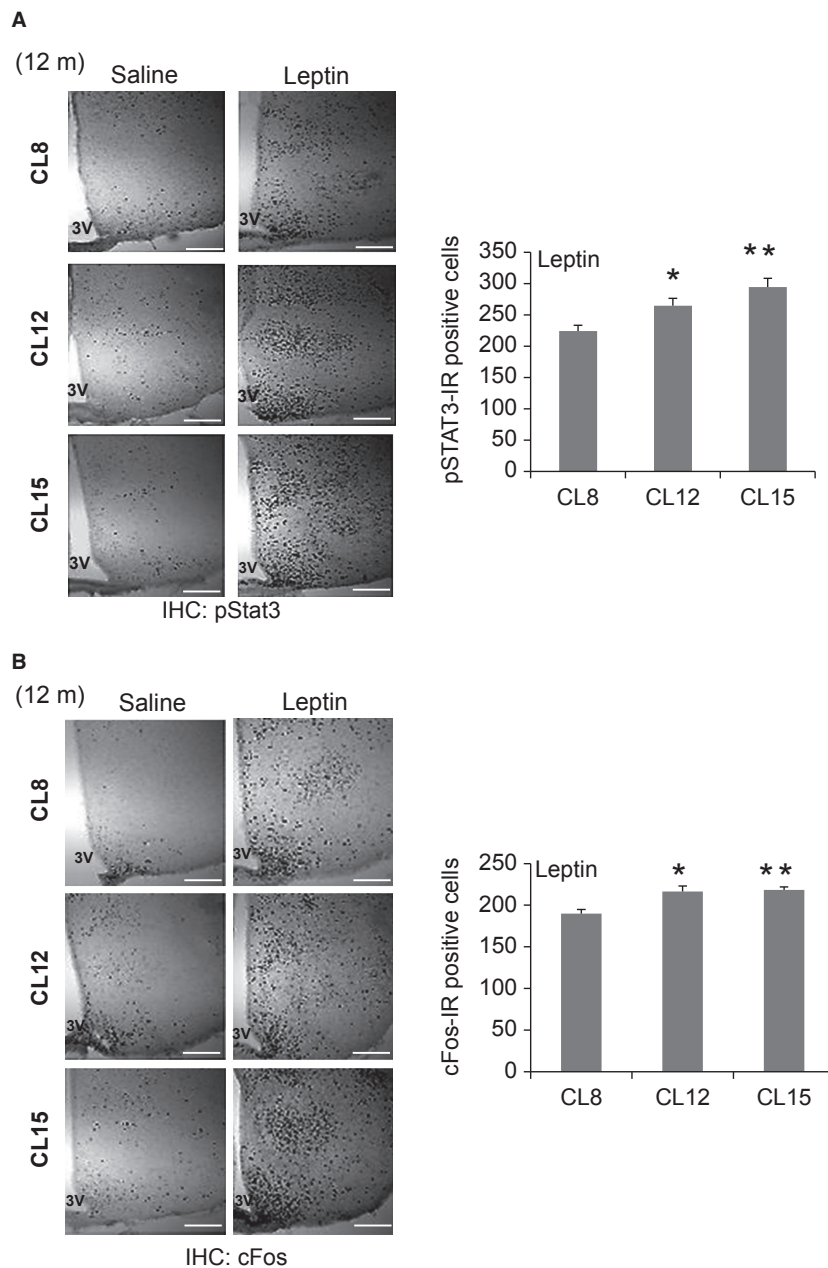 A
(12 m)
Saline Leptin
CL8
3V 3V
CL12
3V 3V
CL15
3V 3V
IHC: pStat3
pSTAT3-IR positive cells
350
300
250
200
150
100
50
0
Leptin
*
**
CL8 CL12 CL15
B
(12 m)
Saline Leptin
CL8
3V 3V
CL12
3V 3V
CL15
3V 3V
IHC: cFos
cFos-IR positive cells
250
200
150
100
50
0
Leptin
*
**
CL8 CL12 CL15